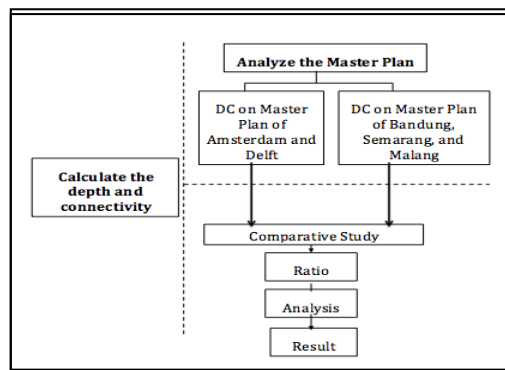 Analyze the Master Plan
DC on Master
Plan of
Amsterdam and
Delft
DC on Master Plan
of Bandung,
Semarang, and
Malang
Calculate the
depth and
connectivity
Comparative Study
Ratio
Analysis
Result